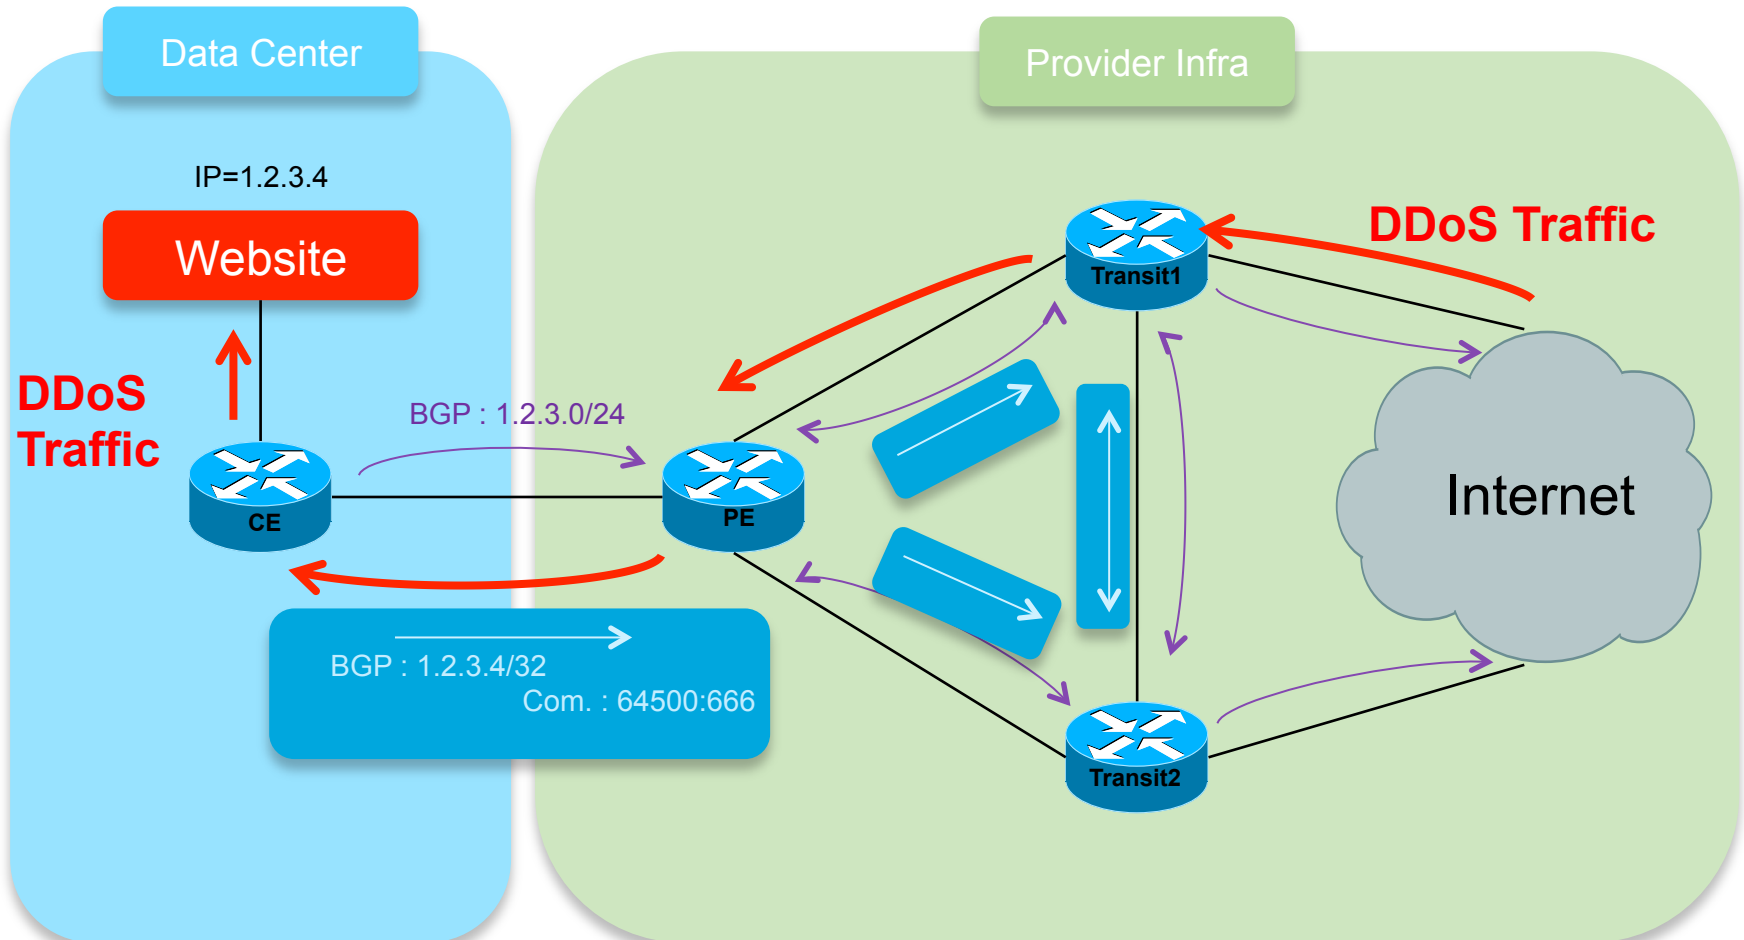 Data Center
Provider Infra
IP=1.2.3.4
Website
DDoS Traffic
Transit1
DDoS
Traffic
BGP : 1.2.3.0/24
Internet
CE
PE
BGP : 1.2.3.4/32
Com. : 64500:666
Transit2